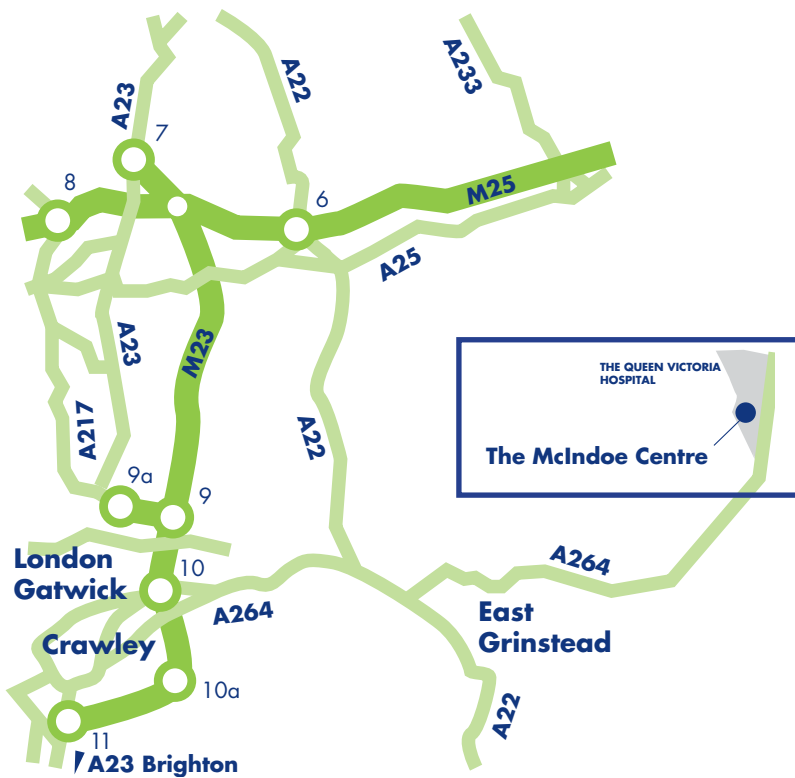 A23
A22
A233
7
8
6
M25
A25
A23
M23
A217
A22
THE QUEEN VICTORIA
HOSPITAL
The McIndoe Centre
9a
9
London
Gatwick
10
A264
A264
East
Grinstead
Crawley
10a
A22
11
A23 Brighton